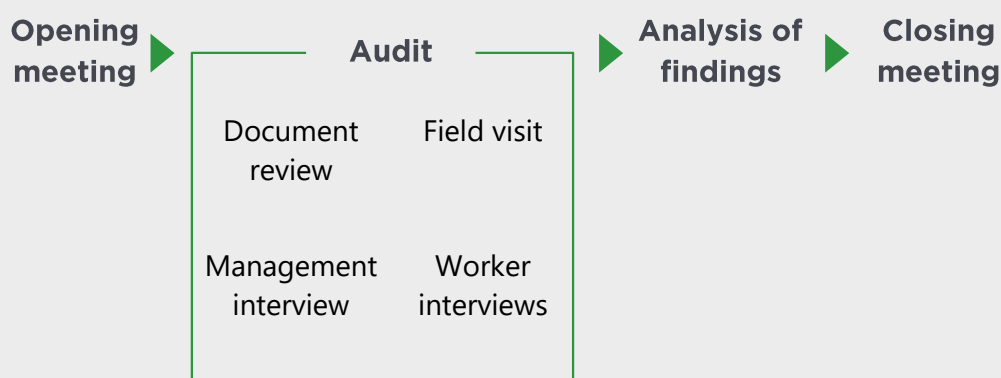 Opening
meeting
Audit
Document
review
Field visit
Management
interview
Worker
interviews
Analysis of
findings
Closing
meeting